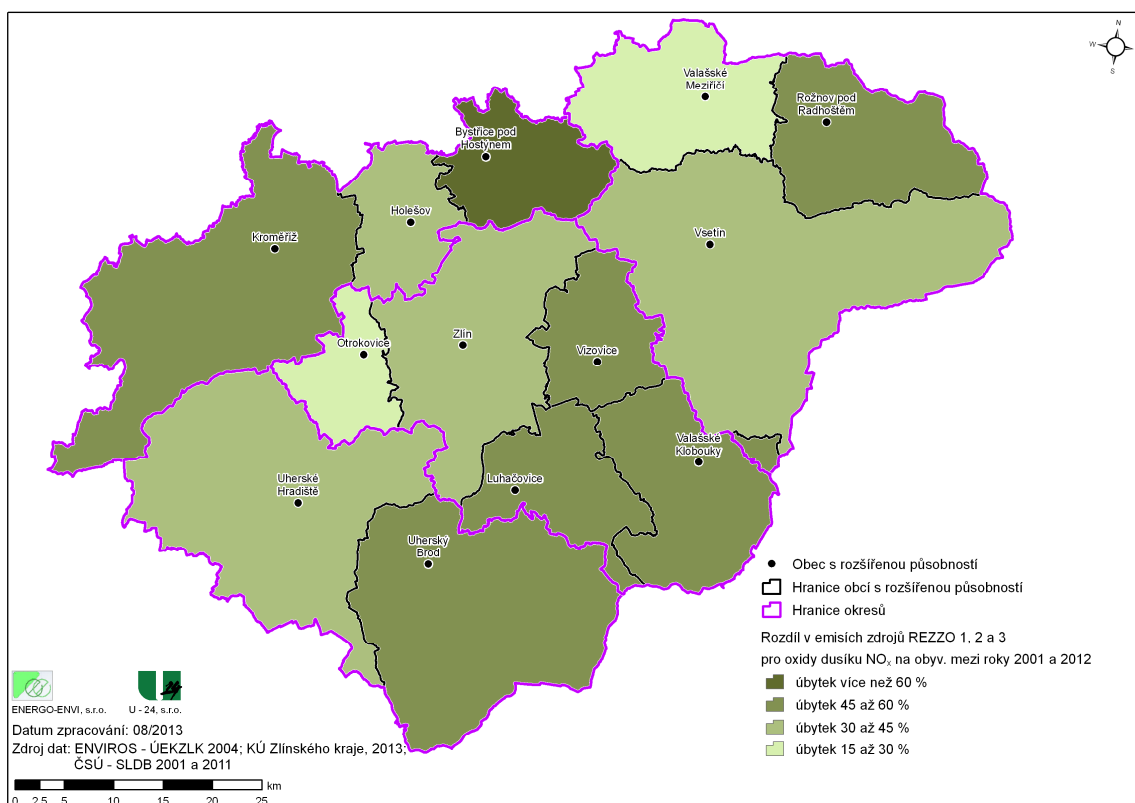 N
W
S
Valašské
Meziříčí
Rožnov pod
Radhoštěm
Bystřice pod
Hostýnem
Holešov
Kroměříž
Vsetín
Otrokovice
Zlín
Vizovice
Valašské
Klobouky
Uherské
Hradiště
Luhačovice
Uherský
Brod
Obec s rozšířenou působností
Hranice obcí s rozšířenou působností
Hranice okresů
Rozdíl v emisích zdrojů REZZO 1, 2 a 3
pro oxidy dusíku NOₓ na obyv. mezi roky 2001 a 2012
úbytek více než 60 %
úbytek 45 až 60 %
úbytek 30 až 45 %
úbytek 15 až 30 %
ENERGO-ENVI, s.r.o. U - 24, s.r.o.
Datum zpracování: 08/2013
Zdroj dat: ENVIROS - ÚEKZLK 2004; KÚ Zlínského kraje, 2013;
ČSÚ - SLDB 2001 a 2011
km
0 2,5 5 10 15 20 25